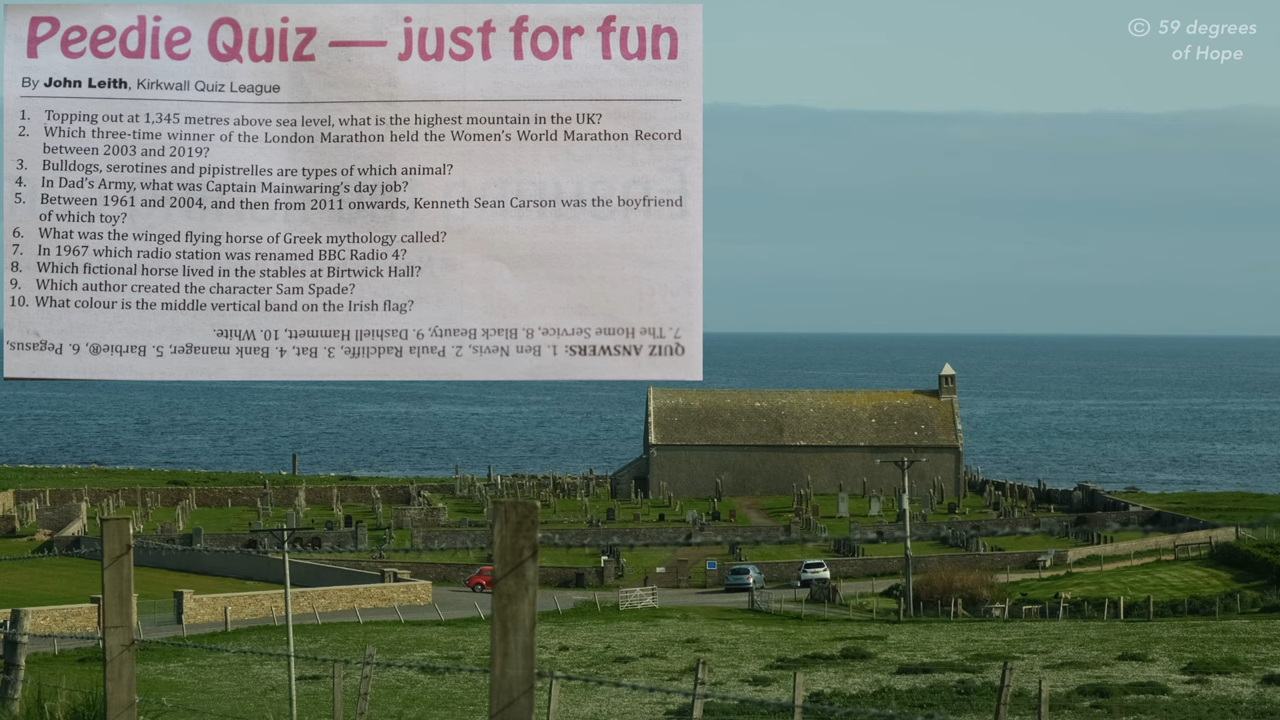 Peedie Quiz — just for fun
By John Leith, Kirkwall Quiz League
1. Topping out at 1,345 metres above sea level, what is the highest mountain in the UK?
2. Which three-time winner of the London Marathon held the Women's World Marathon Record
between 2003 and 2019?
3. Bulldogs, serotines and pipistrelles are types of which animal?
4. In Dad's Army, what was Captain Mainwaring's day job?
5. Between 1961 and 2004, and then from 2011 onwards, Kenneth Sean Carson was the boyfriend
of which toy?
6. What was the winged flying horse of Greek mythology called?
7. In 1967 which radio station was renamed BBC Radio 4?
8. Which fictional horse lived in the stables at Birtwick Hall?
9. Which author created the character Sam Spade?
10. What colour is the middle vertical band on the Irish flag?
QUIZ ANSWERS: 1. Ben Nevis, 2. Paula Radcliffe, 3. Bat, 4. Bank manager, 5. Barbie®, 6. Pegasus,
7. The Home Service, 8. Black Beauty, 9. Dashiell Hammett, 10. White.
© 59 degrees
of Hope